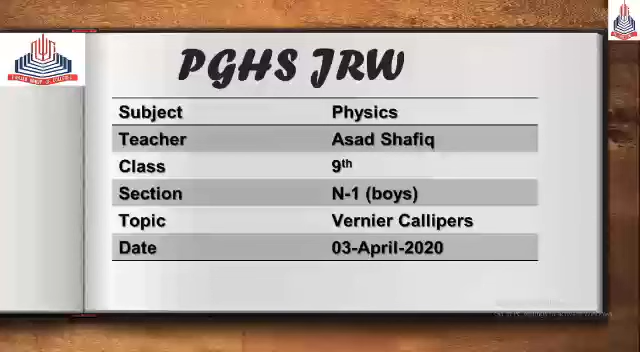 PGHS JRW
Subject Physics
Teacher Asad Shafiq
Class 9th
Section N-1 (boys)
Topic Vernier Callipers
Date 03-April-2020